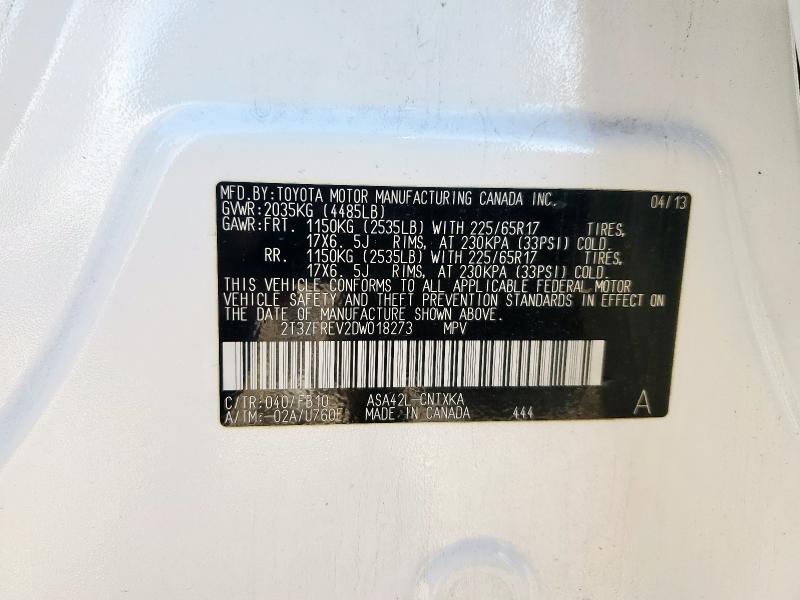 MFD.BY:TOYOTA MOTOR MANUFACTURING CANADA INC. 04/13
GVWR:2035KG (4485LB)
GAWR:FRT. 1150KG (2535LB) WITH 225/65R17 TIRES,
17X6.5J RIMS, AT 230KPA (33PSI) COLD.
RR. 1150KG (2535LB) WITH 225/65R17 TIRES,
17X6.5J RIMS, AT 230KPA (33PSI) COLD.
THIS VEHICLE CONFORMS TO ALL APPLICABLE FEDERAL MOTOR
VEHICLE SAFETY AND THEFT PREVENTION STANDARDS IN EFFECT ON
THE DATE OF MANUFACTURE SHOWN ABOVE.
2T3ZFREV2DW018273 MPV
C/TR:040/FB10 ASA42L-CNTXKA
A/TM:-02A/U760E MADE IN CANADA 444 A